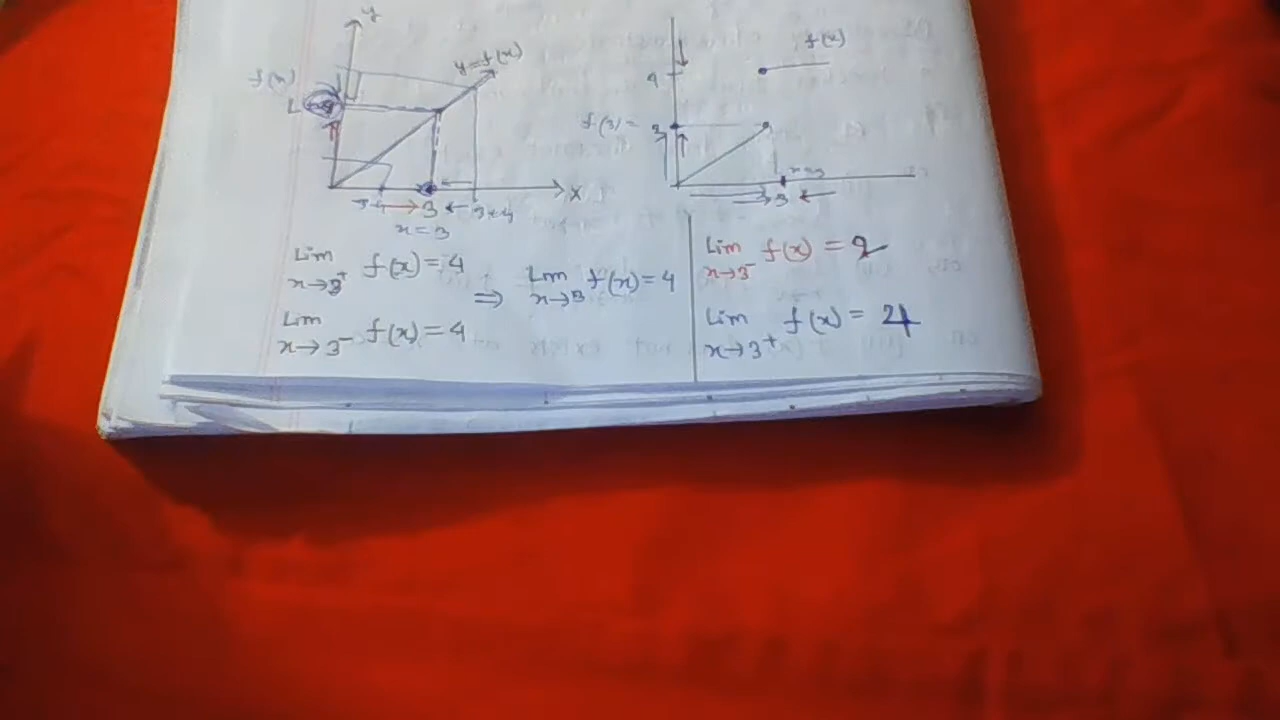 y
y=f(x)
f(x)
L
X
3
x=3
f(x)
4
f(3) =
3
Lim x→3⁺ f(x) = 4
Lim x→3⁻ f(x) = 4
⇒ Lim x→3 f(x) = 4
Lim x→3⁻ f(x) = 2
Lim x→3⁺ f(x) = 4